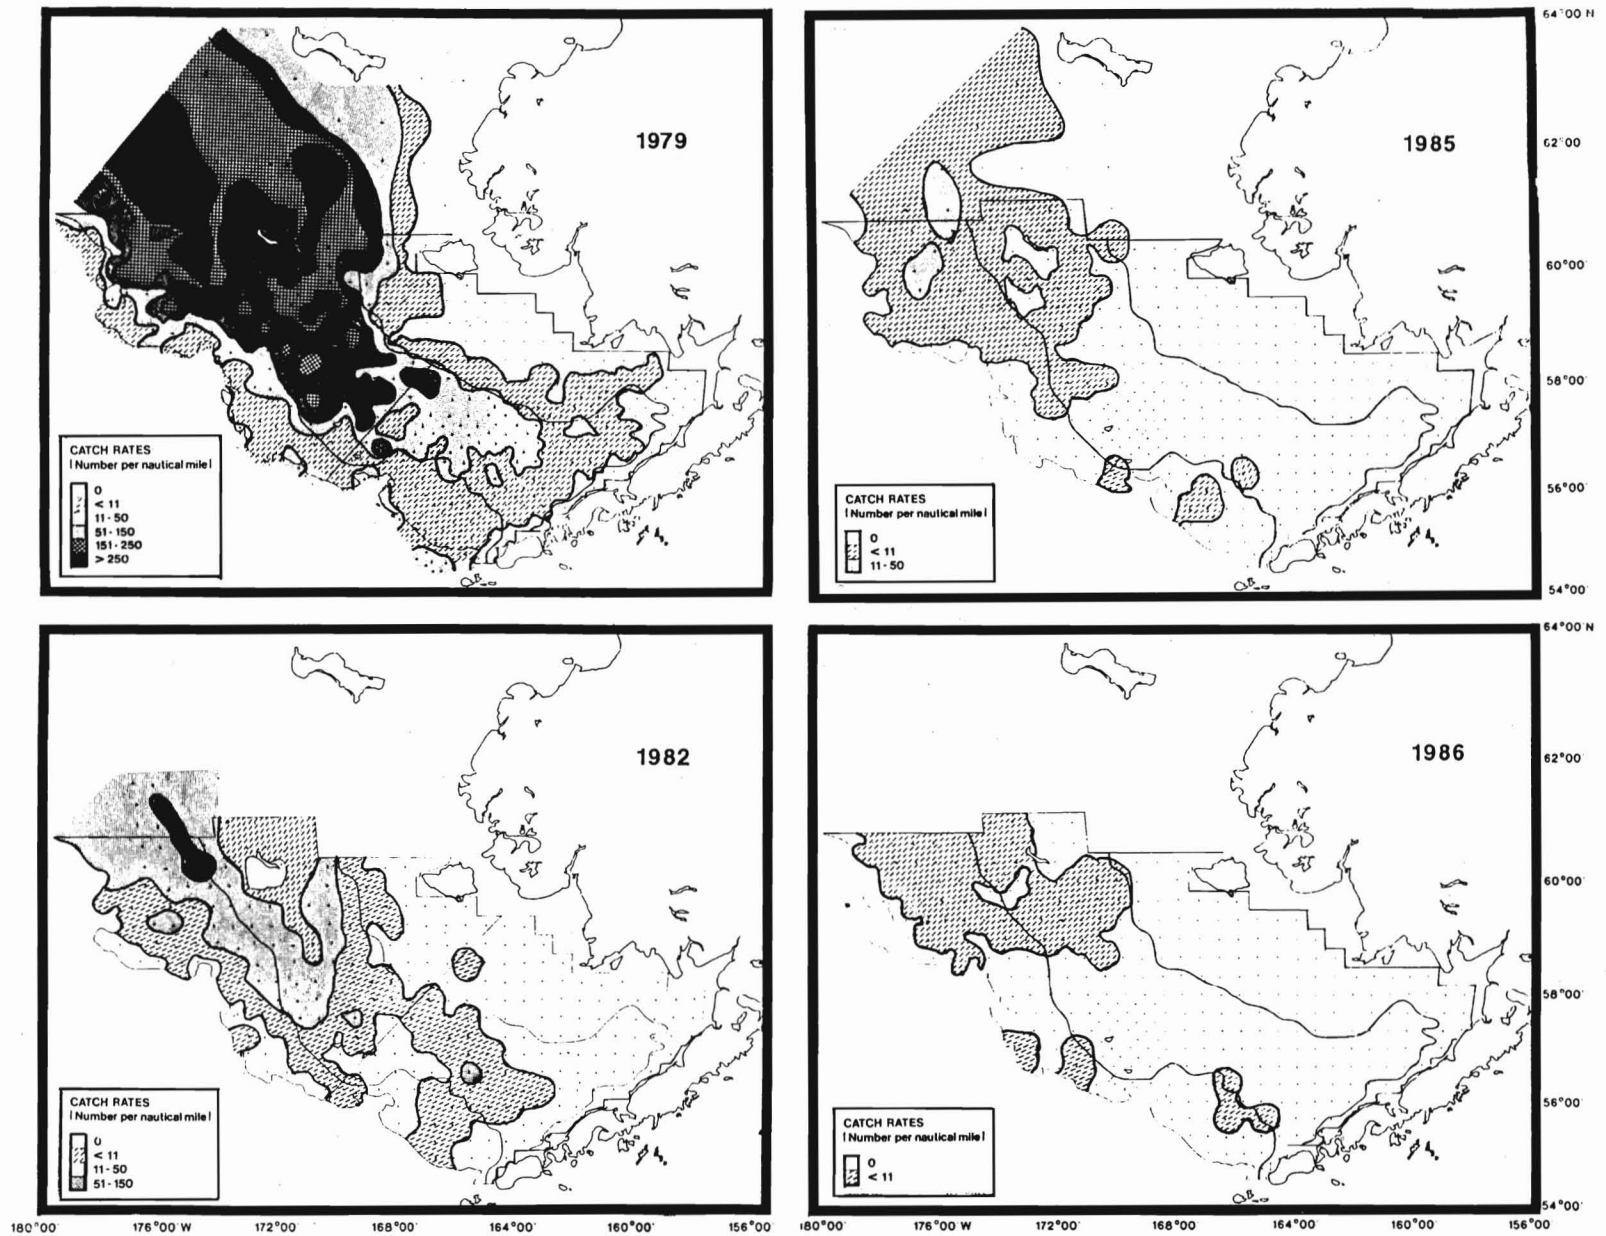 1979
CATCH RATES
| Number per nautical mile |
0
< 11
11 - 50
51 - 150
151 - 250
> 250
1985
CATCH RATES
| Number per nautical mile |
0
< 11
11 - 50
64°00 N
62°00
60°00'
58°00'
56°00'
54°00'
1982
CATCH RATES
| Number per nautical mile |
0
< 11
11 - 50
51 - 150
1986
CATCH RATES
| Number per nautical mile |
0
< 11
64°00' N
62°00'
60°00'
58°00'
56°00'
54°00'
180°00' 176°00 W 172°00' 168°00' 164°00' 160°00' 156°00'
180°00' 176°00 W 172°00' 168°00' 164°00' 160°00' 156°00'